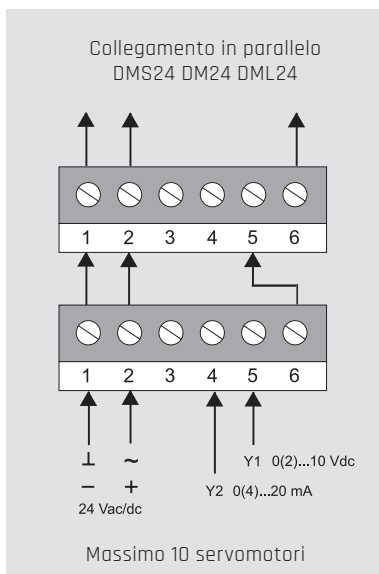 Collegamento in parallelo
DMS24 DM24 DML24
1 2 3 4 5 6
1 2 3 4 5 6
⊥ ~
− +
24 Vac/dc
Y1 0(2)...10 Vdc
Y2 0(4)...20 mA
Massimo 10 servomotori